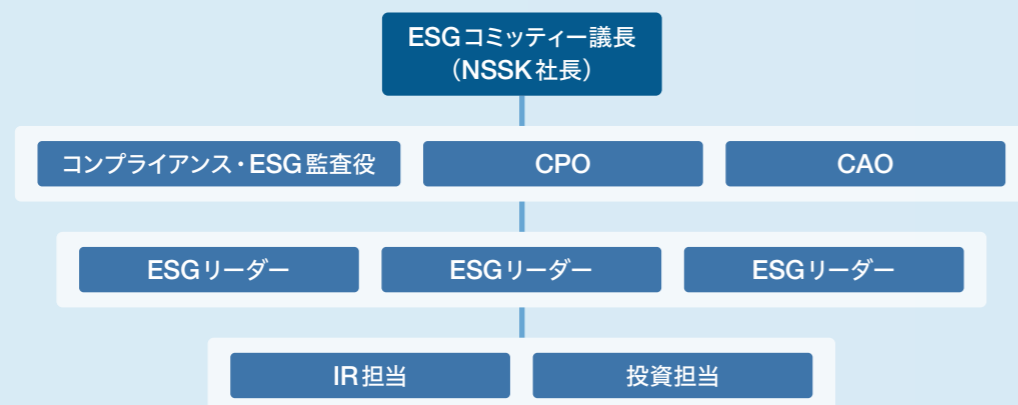 ESGコミッティー議長
（NSSK社長）
コンプライアンス・ESG監査役
CPO
CAO
ESGリーダー
ESGリーダー
ESGリーダー
IR担当
投資担当